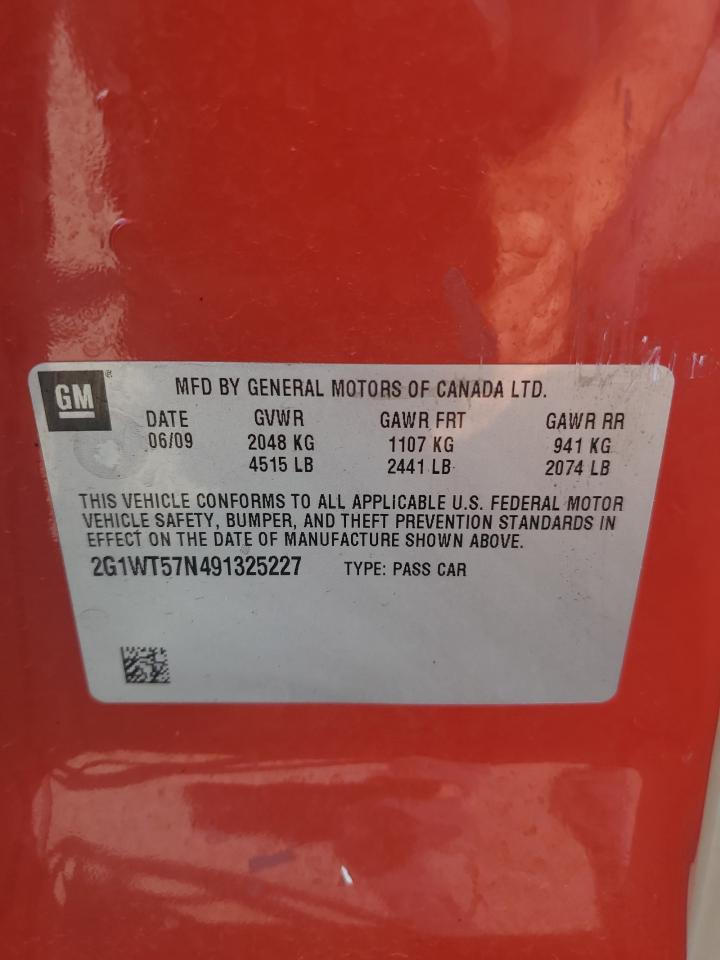 GM ®
MFD BY GENERAL MOTORS OF CANADA LTD.
DATE GVWR GAWR FRT GAWR RR
06/09 2048 KG 1107 KG 941 KG
4515 LB 2441 LB 2074 LB
THIS VEHICLE CONFORMS TO ALL APPLICABLE U.S. FEDERAL MOTOR
VEHICLE SAFETY, BUMPER, AND THEFT PREVENTION STANDARDS IN
EFFECT ON THE DATE OF MANUFACTURE SHOWN ABOVE.
2G1WT57N491325227 TYPE: PASS CAR